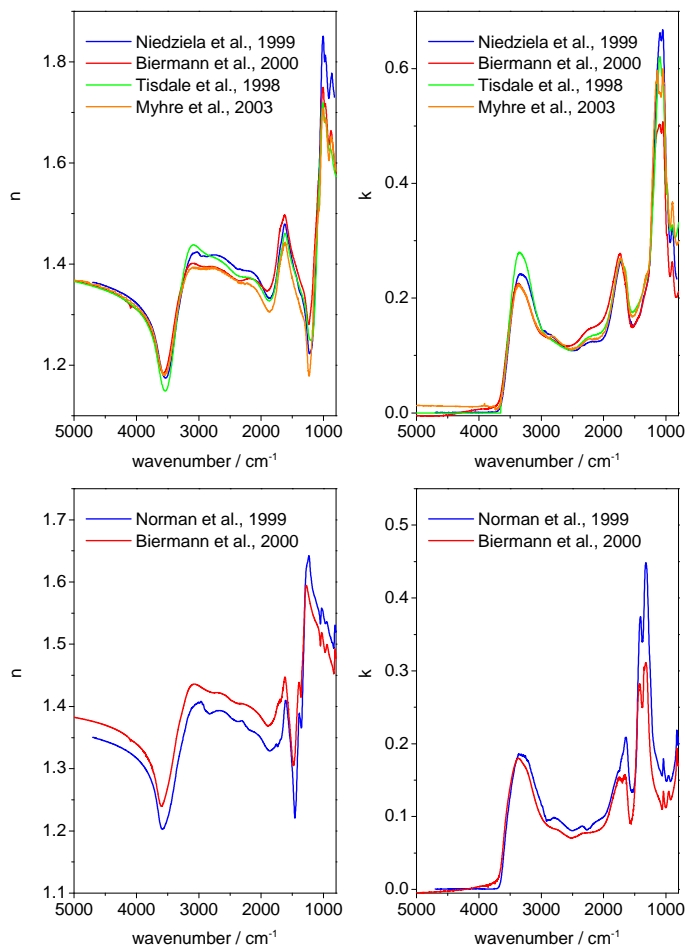 Niedziela et al., 1999
Biermann et al., 2000
Tisdale et al., 1998
Myhre et al., 2003
n
1.8
1.6
1.4
1.2
5000 4000 3000 2000 1000
wavenumber / cm⁻¹
Niedziela et al., 1999
Biermann et al., 2000
Tisdale et al., 1998
Myhre et al., 2003
k
0.6
0.4
0.2
0.0
5000 4000 3000 2000 1000
wavenumber / cm⁻¹
Norman et al., 1999
Biermann et al., 2000
n
1.7
1.6
1.5
1.4
1.3
1.2
1.1
5000 4000 3000 2000 1000
wavenumber / cm⁻¹
Norman et al., 1999
Biermann et al., 2000
k
0.5
0.4
0.3
0.2
0.1
0.0
5000 4000 3000 2000 1000
wavenumber / cm⁻¹